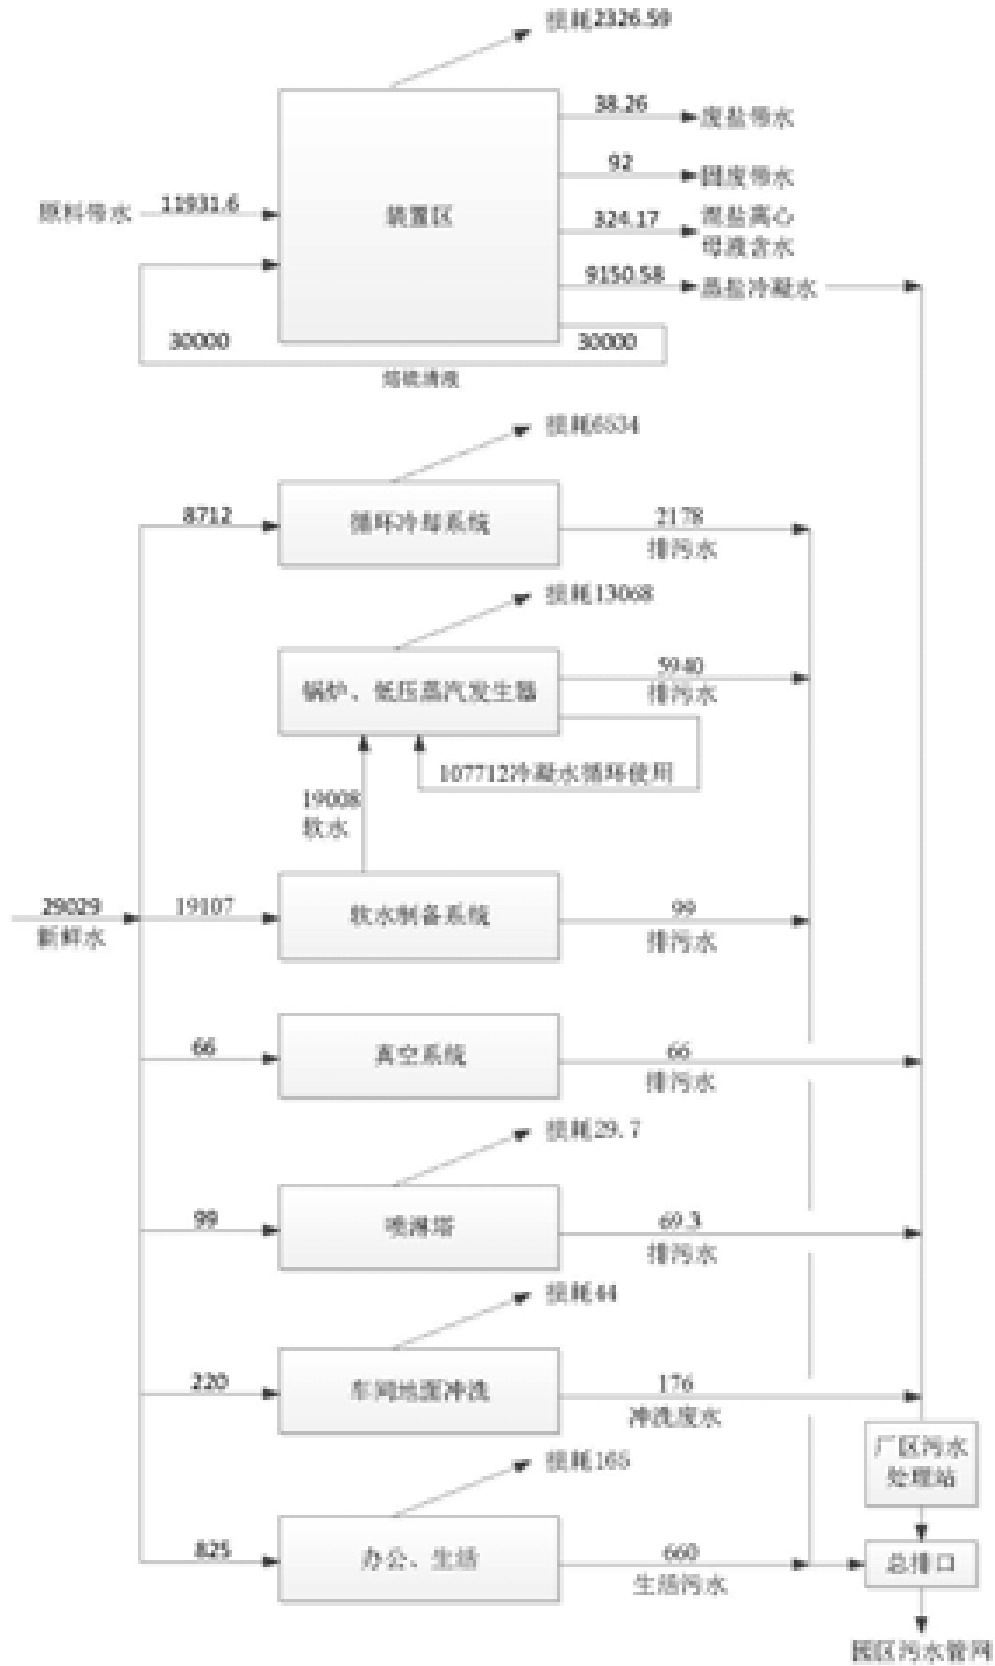 损耗2326.59
38.26
废盐带水
92
固废带水
原料带水
11931.6
装置区
324.17
混盐离心
母液含水
9150.58
蒸盐冷凝水
30000
30000
损耗6534
8712
循环冷却系统
2178
排污水
损耗13068
锅炉、低压蒸汽发生器
5940
排污水
107712冷凝水循环使用
19008
软水
29029
新鲜水
19107
软水制备系统
99
排污水
66
真空系统
66
排污水
损耗29.7
99
喷淋塔
69.3
排污水
损耗44
220
车间地面冲洗
176
冲洗废水
厂区污水
处理站
损耗165
825
办公、生活
660
生活污水
总排口
园区污水管网